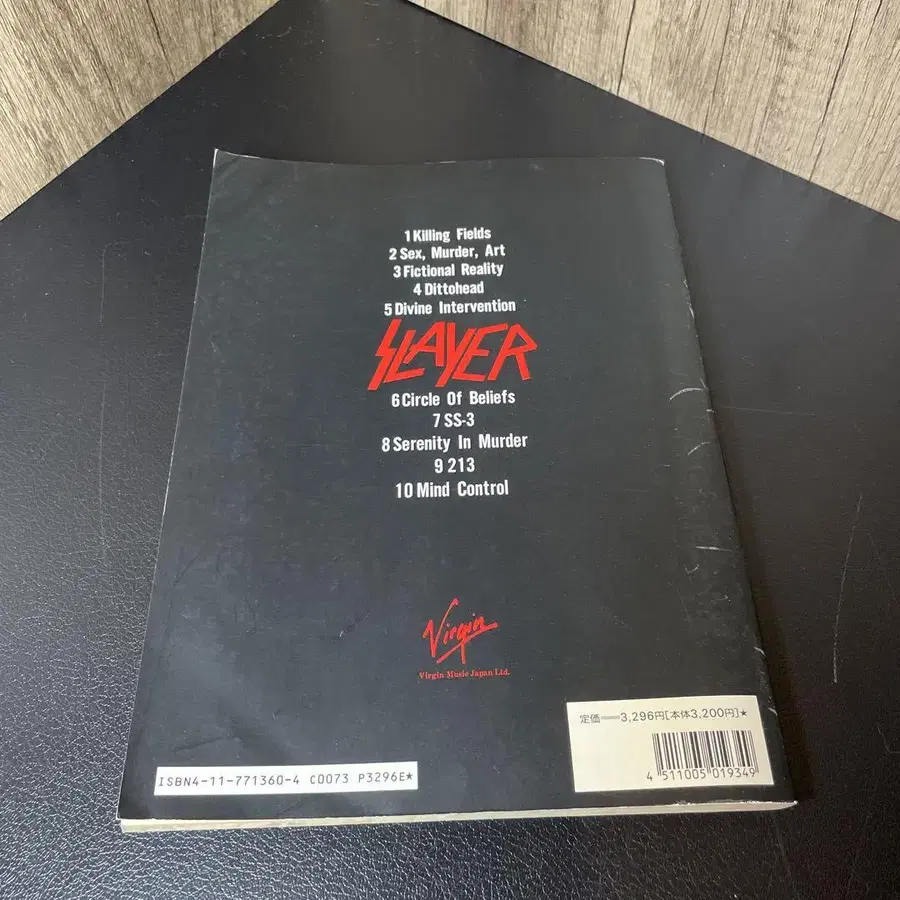 1 Killing Fields
2 Sex, Murder, Art
3 Fictional Reality
4 Dittohead
5 Divine Intervention
SLAYER
6 Circle Of Beliefs
7 SS-3
8 Serenity In Murder
9 213
10 Mind Control
Virgin
Virgin Music Japan Ltd.
定価━3,296円[本体3,200円]★
4 511005 019349
ISBN4-11-771360-4 C0073 P3296E★